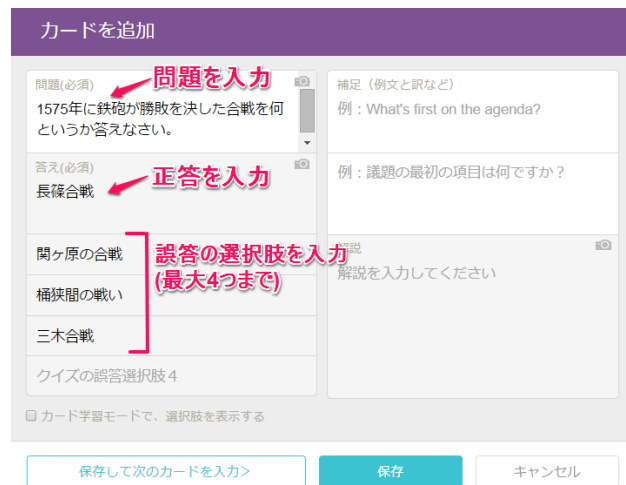 カードを追加
問題(必須)
問題を入力
1575年に鉄砲が勝敗を決した合戦を何
というか答えなさい。
答え(必須)
正答を入力
長篠合戦
関ヶ原の合戦
誤答の選択肢を入力
(最大4つまで)
桶狭間の戦い
三木合戦
クイズの誤答選択肢4
カード学習モードで、選択肢を表示する
補足（例文と訳など）
例：What's first on the agenda?
例：議題の最初の項目は何ですか？
解説
解説を入力してください
保存して次のカードを入力>
保存
キャンセル